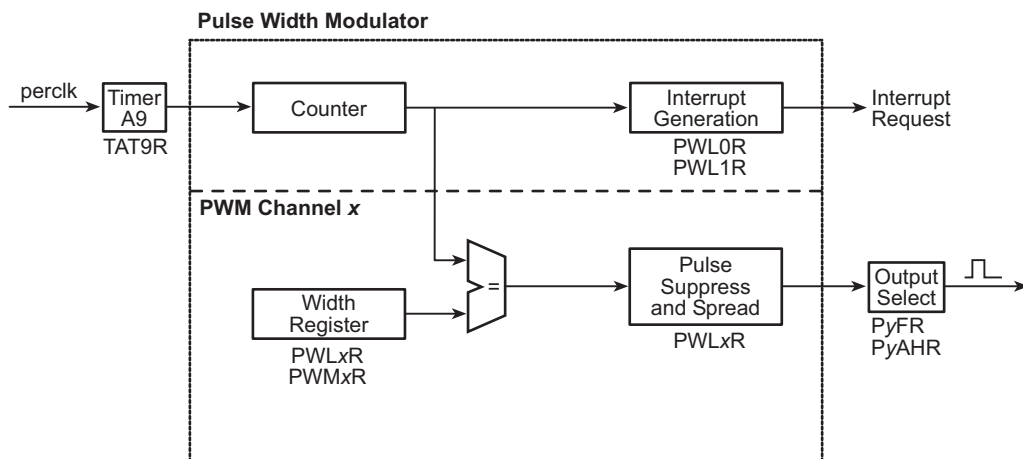 Pulse Width Modulator
perclk
Timer
A9
TAT9R
Counter
Interrupt
Generation
PWL0R
PWL1R
Interrupt
Request
PWM Channel x
=
Width
Register
PWLxR
PWMxR
Pulse
Suppress
and Spread
PWLxR
Output
Select
PyFR
PyAHR